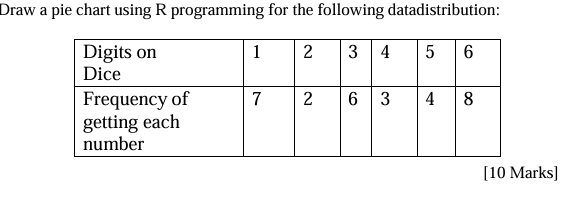 Draw a pie chart using R programming for the following datadistribution:
Digits on 1 2 3 4 5 6
Dice
Frequency of 7 2 6 3 4 8
getting each
number
[10 Marks]